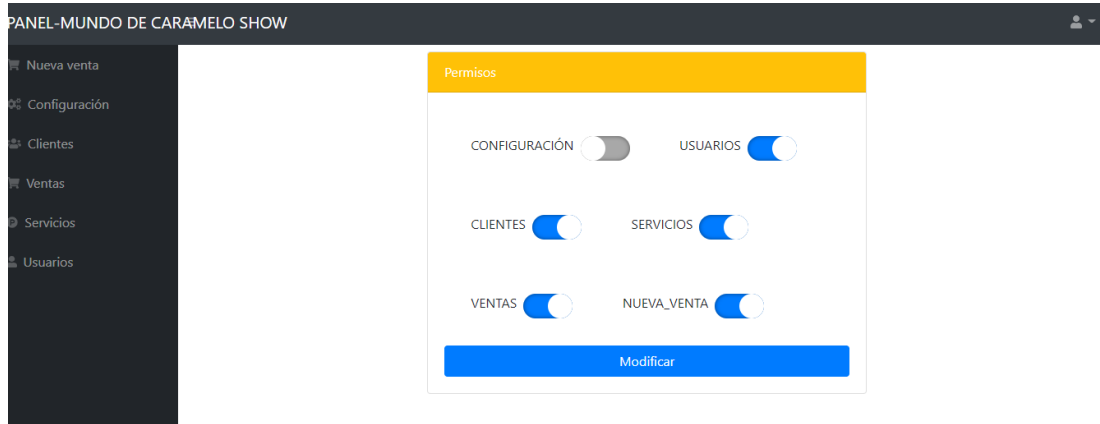 PANEL-MUNDO DE CARAMELO SHOW
Nueva venta
Configuración
Clientes
Ventas
Servicios
Usuarios
Permisos
CONFIGURACIÓN USUARIOS
CLIENTES SERVICIOS
VENTAS NUEVA_VENTA
Modificar